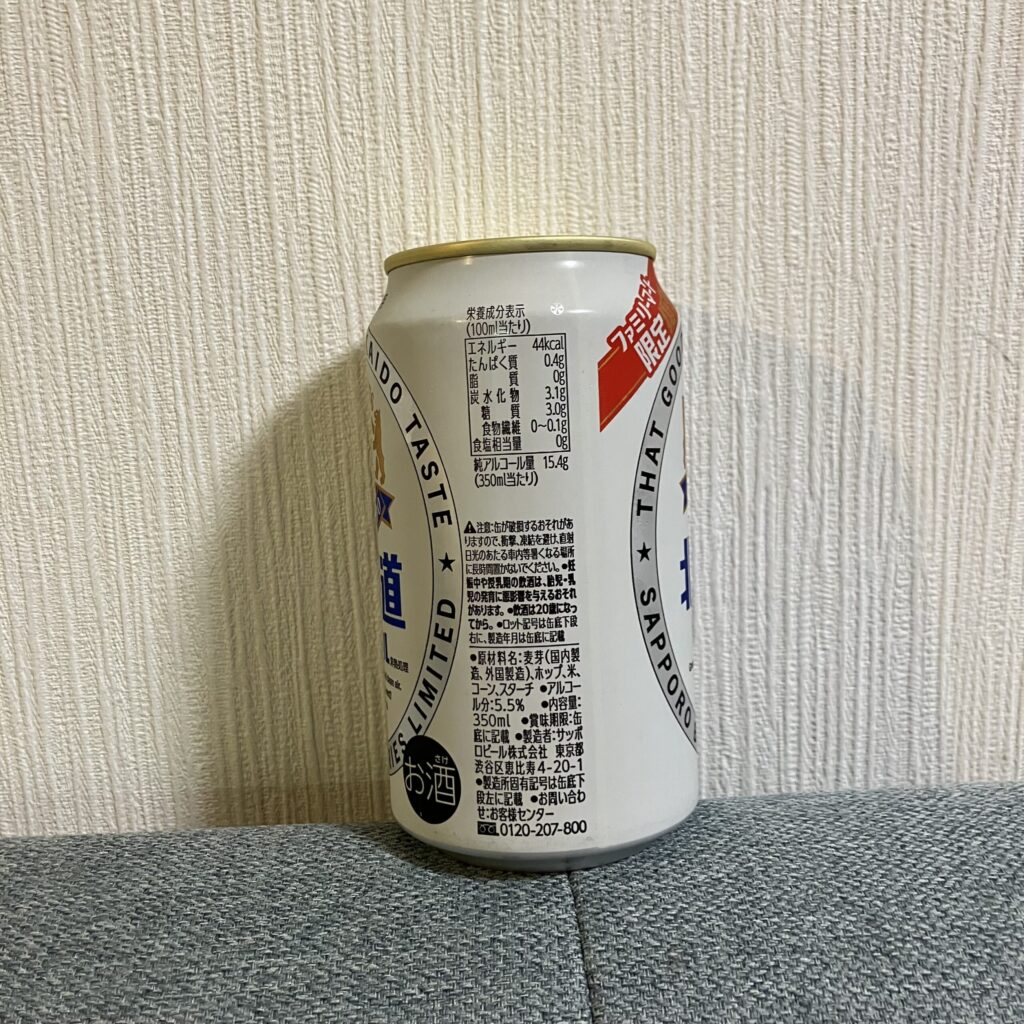 栄養成分表示
(100ml当たり)
エネルギー 44kcal
たんぱく質 0.4g
脂質 0g
炭水化物 3.1g
糖質 3.0g
食物繊維 0〜0.1g
食塩相当量 0g
純アルコール量 15.4g
(350ml当たり)
注意:缶が破損するおそれがあ
りますので、衝撃、凍結を避け、直射
日光のあたる車内等暑くなる場所
に長時間置かないでください。●妊
娠中や授乳期の飲酒は、胎児・乳
児の発育に悪影響を与えるおそれ
があります。●飲酒は20歳になっ
てから。●ロット記号は缶底下段
右に、製造年月は缶底に記載
●原材料名:麦芽(国内製
造、外国製造)、ホップ、米、
コーン、スターチ ●アルコー
ル分:5.5% ●内容量:
350ml ●賞味期限:缶
底に記載 ●製造者:サッポ
ロビール株式会社 東京都
渋谷区恵比寿4-20-1
●製造所固有記号は缶底下
段左に記載 ●お問い合わ
せ:お客様センター
0120-207-800
さけ
お酒
TASTE ★
LIMITED
道
ファミリーマート
限定
SAPPORO
★ THAT